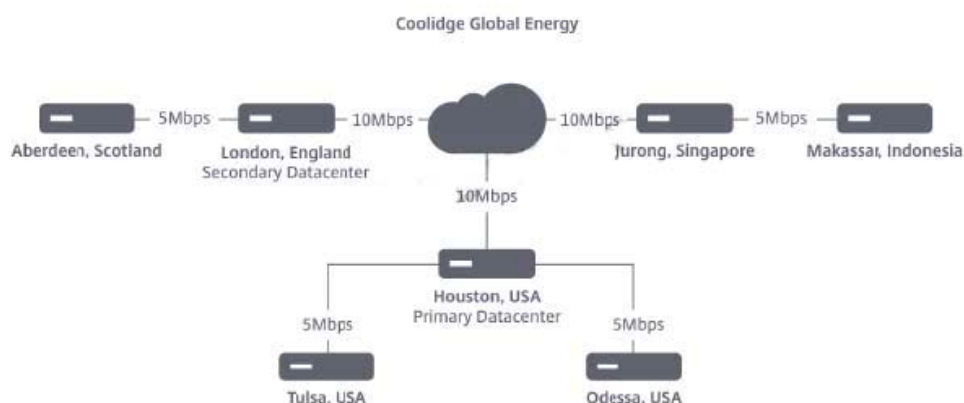 Coolidge Global Energy
5Mbps 10Mbps 10Mbps 5Mbps
Aberdeen, Scotland London, England Jurong, Singapore Makassar, Indonesia
Secondary Datacenter
10Mbps
Houston, USA
Primary Datacenter
5Mbps 5Mbps
Tulsa, USA Odessa, USA